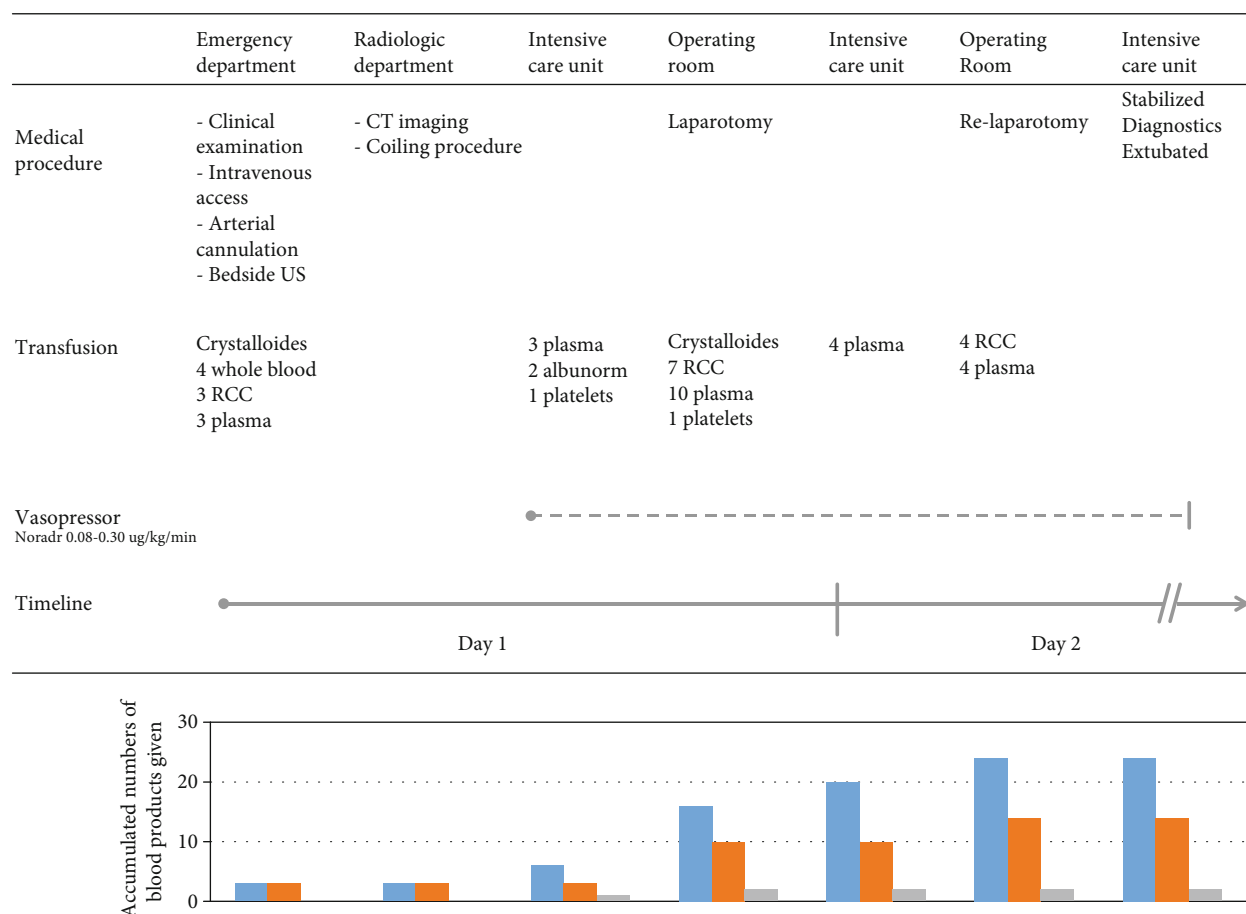 Emergency department
Radiologic department
Intensive care unit
Operating room
Intensive care unit
Operating Room
Intensive care unit
Medical procedure
- Clinical examination
- Intravenous access
- Arterial cannulation
- Bedside US
- CT imaging
- Coiling procedure
Laparotomy
Re-laparotomy
Stabilized
Diagnostics
Extubated
Transfusion
Crystalloides
4 whole blood
3 RCC
3 plasma
3 plasma
2 albunorm
1 platelets
Crystalloides
7 RCC
10 plasma
1 platelets
4 plasma
4 RCC
4 plasma
Vasopressor
Noradr 0.08-0.30 ug/kg/min
Timeline
Day 1
Day 2
Accumulated numbers of
blood products given
30
20
10
0